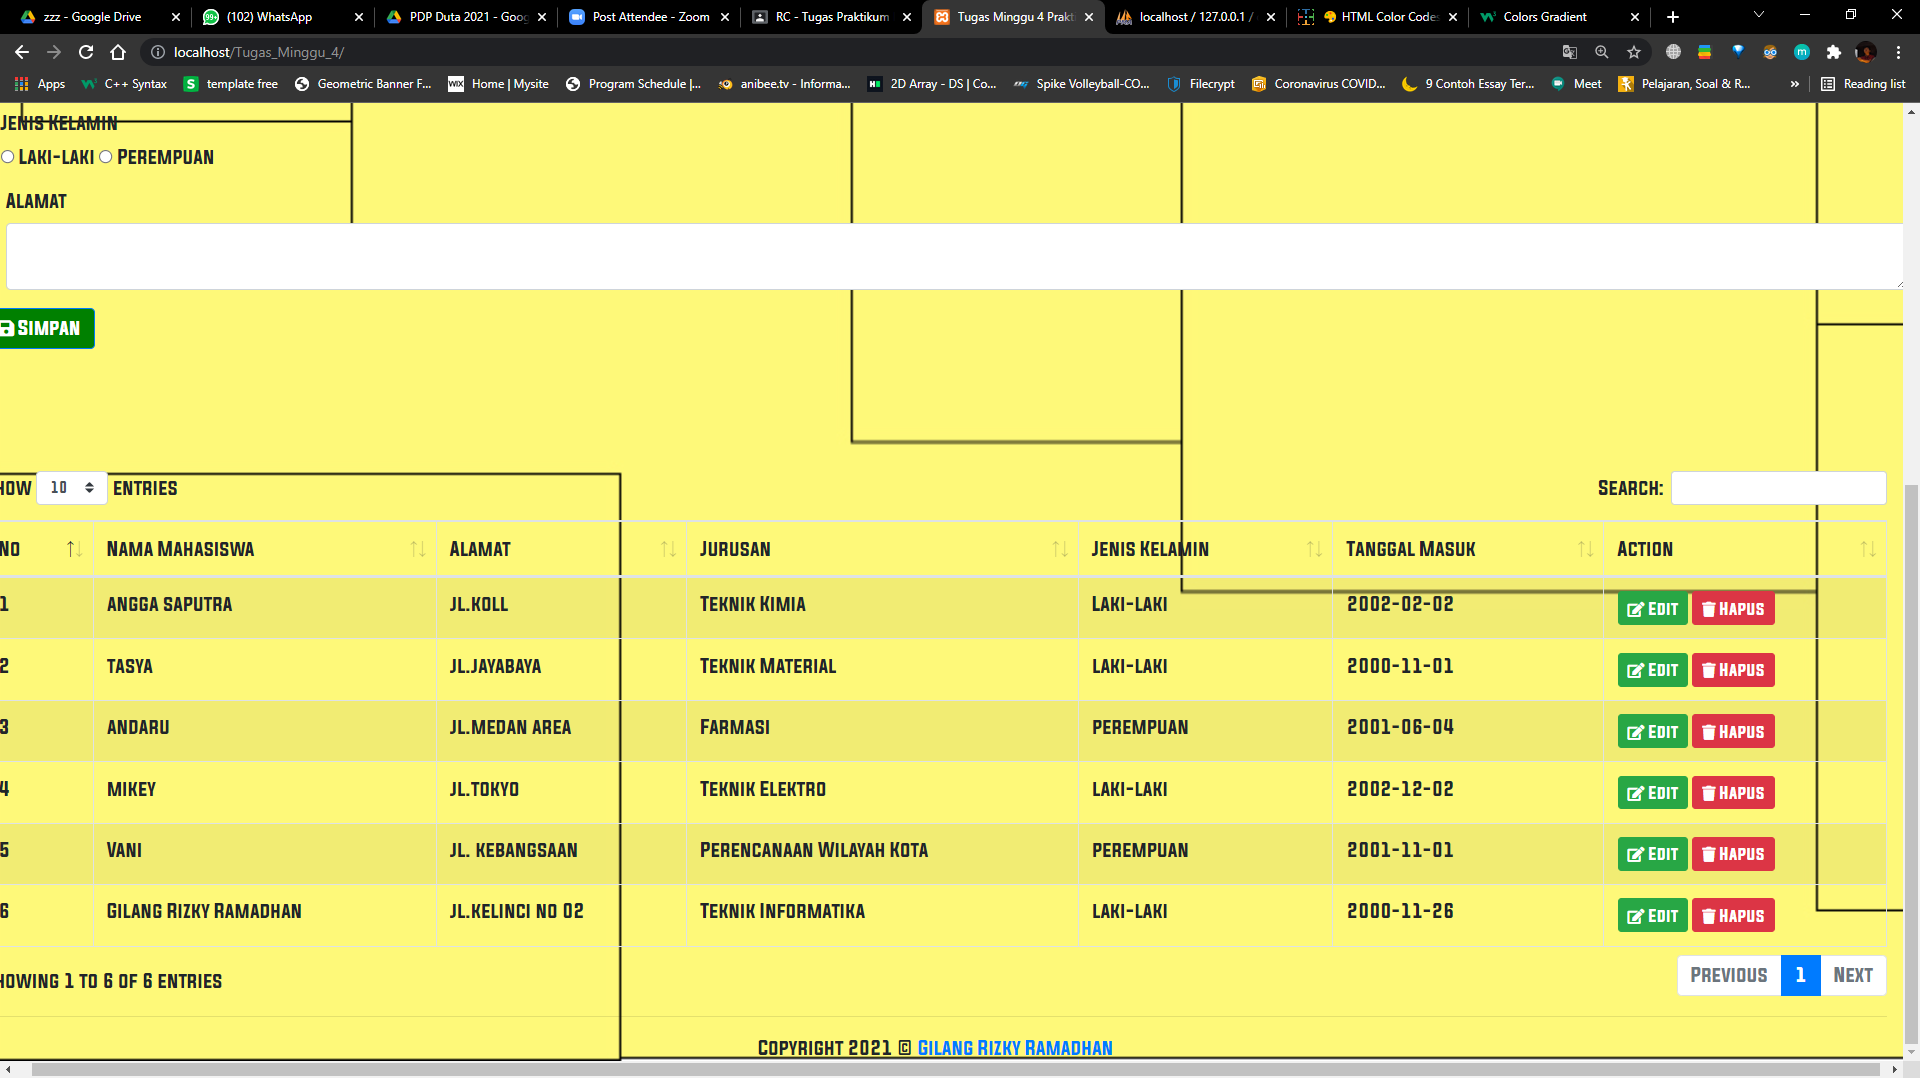 zzz - Google Drive
(102) WhatsApp
PDP Duta 2021 - Goog
Post Attendee - Zoom
RC - Tugas Praktikum
Tugas Minggu 4 Prakt
localhost / 127.0.0.1 /
HTML Color Codes
Colors Gradient
localhost/Tugas_Minggu_4/
Apps
C++ Syntax
template free
Geometric Banner F...
Home | Mysite
Program Schedule |...
anibee.tv - Informa...
2D Array - DS | Co...
Spike Volleyball-CO...
Filecrypt
Coronavirus COVID...
9 Contoh Essay Ter...
Meet
Pelajaran, Soal & R...
»
Reading list
Jenis Kelamin
Laki-laki Perempuan
Alamat
Simpan
how 10 entries
Search:
No Nama Mahasiswa Alamat Jurusan Jenis Kelamin Tanggal Masuk Action
1 angga saputra jl.koll Teknik Kimia Laki-laki 2002-02-02 Edit Hapus
2 tasya jl.jayabaya Teknik Material laki-laki 2000-11-01 Edit Hapus
3 andaru jl.medan area Farmasi perempuan 2001-06-04 Edit Hapus
4 mikey jl.tokyo Teknik Elektro laki-laki 2002-12-02 Edit Hapus
5 Vani jl. kebangsaan Perencanaan Wilayah Kota perempuan 2001-11-01 Edit Hapus
6 Gilang Rizky Ramadhan jl.kelinci no 02 Teknik Informatika laki-laki 2000-11-26 Edit Hapus
howing 1 to 6 of 6 entries
Previous 1 Next
Copyright 2021 © Gilang Rizky Ramadhan